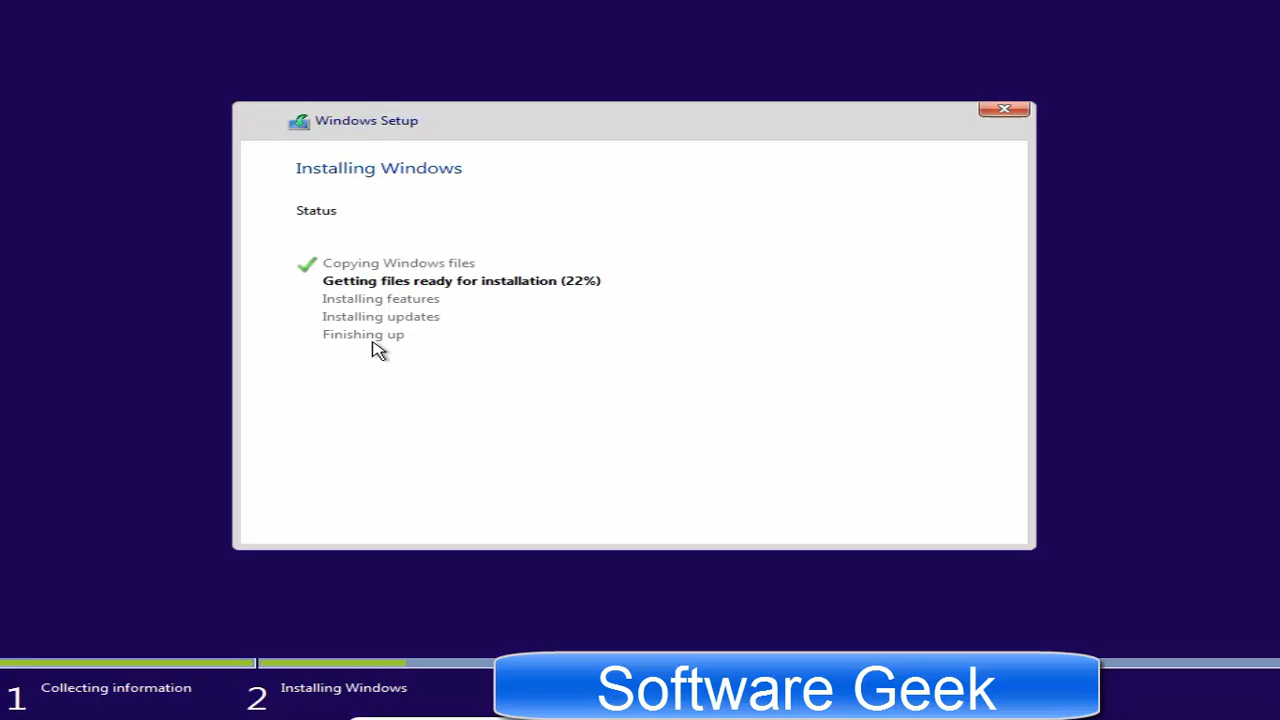 Windows Setup
Installing Windows
Status
Copying Windows files
Getting files ready for installation (22%)
Installing features
Installing updates
Finishing up
1 Collecting information
2 Installing Windows
Software Geek